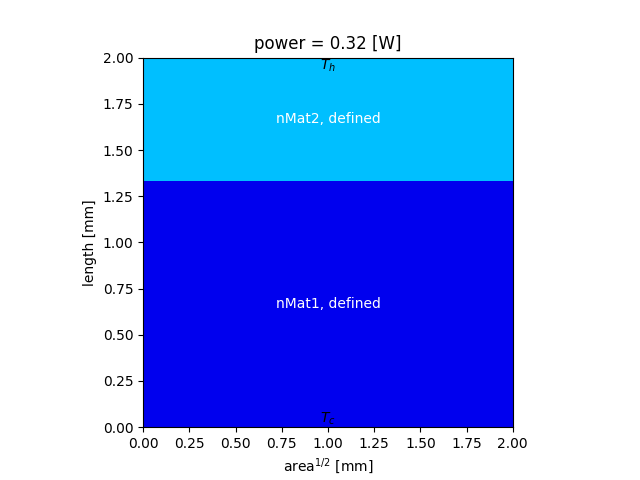 power = 0.32 [W]
2.00
1.75
1.50
1.25
1.00
0.75
0.50
0.25
0.00
length [mm]
T_h
nMat2, defined
nMat1, defined
T_c
0.00 0.25 0.50 0.75 1.00 1.25 1.50 1.75 2.00
area^{1/2} [mm]